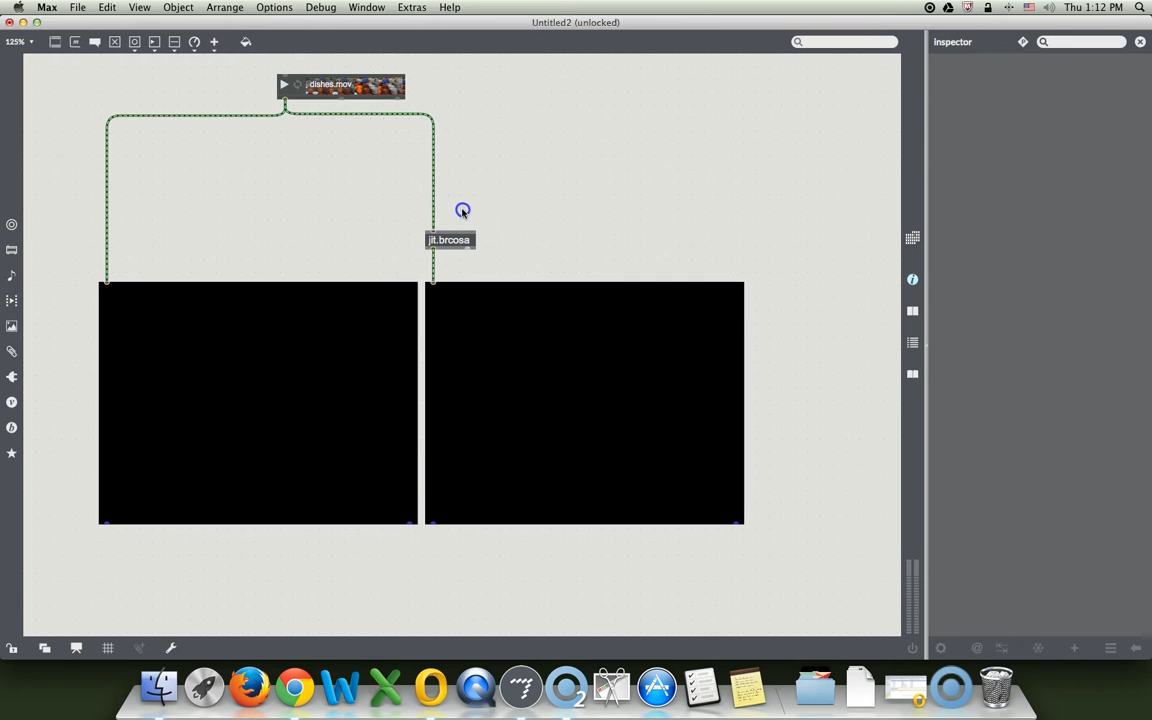 Max File Edit View Object Arrange Options Debug Window Extras Help
Thu 1:12 PM
Untitled2 (unlocked)
125%
inspector
dishes.mov
jit.brcosa
2